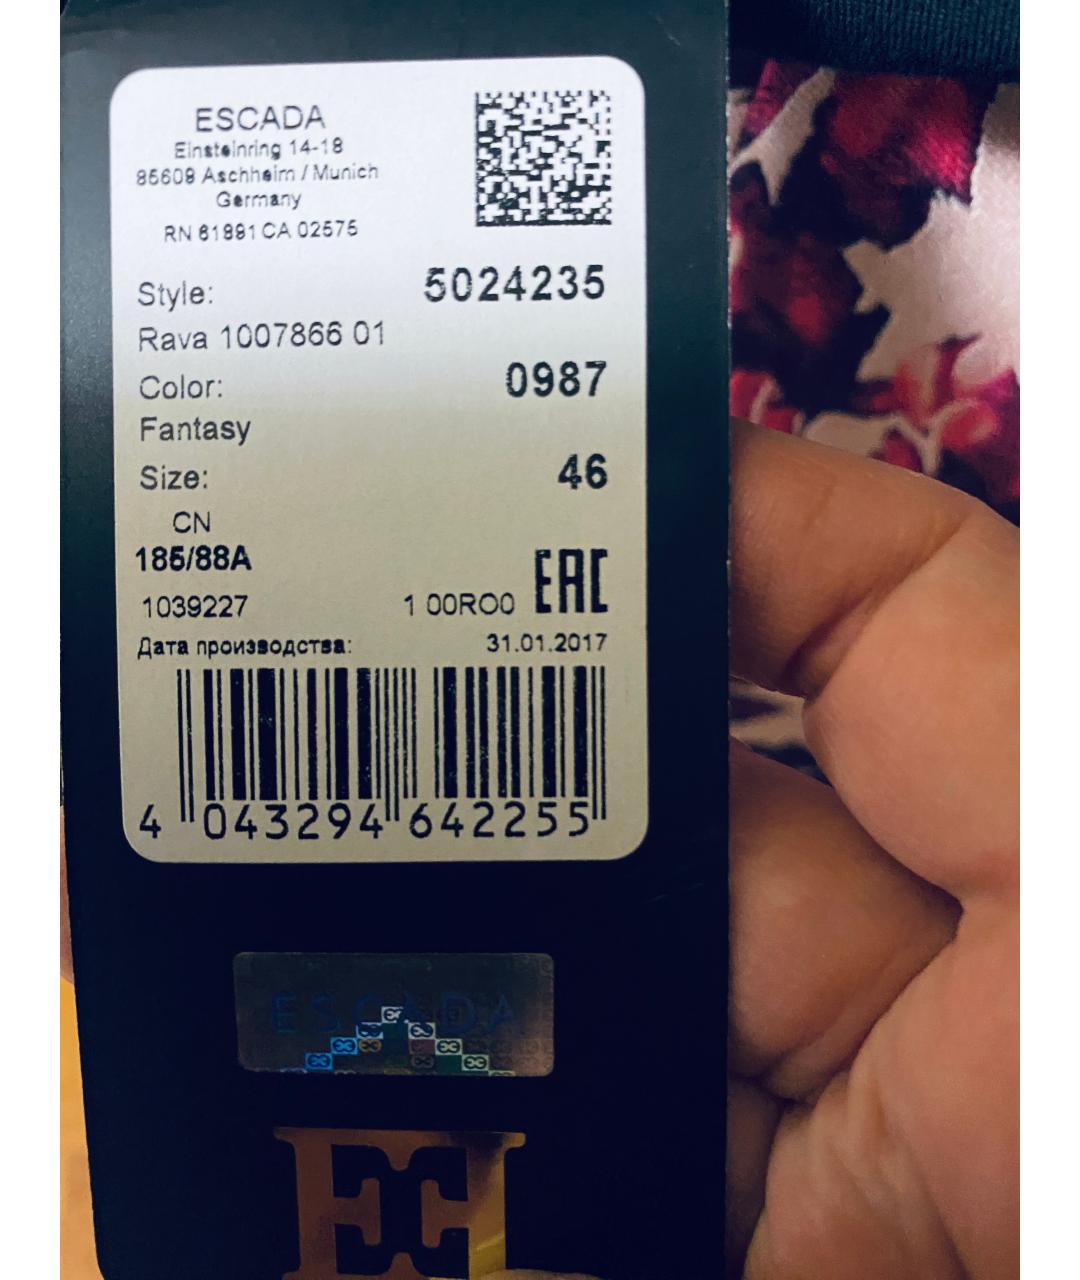 ESCADA
Einsteinring 14-18
85609 Aschheim / Munich
Germany
RN 61881 CA 02575
Style: 5024235
Rava 1007866 01
Color: 0987
Fantasy
Size: 46
CN
185/88A
1039227 1 00RO0 EAC
Дата производства: 31.01.2017
4 043294 642255
ESCADA